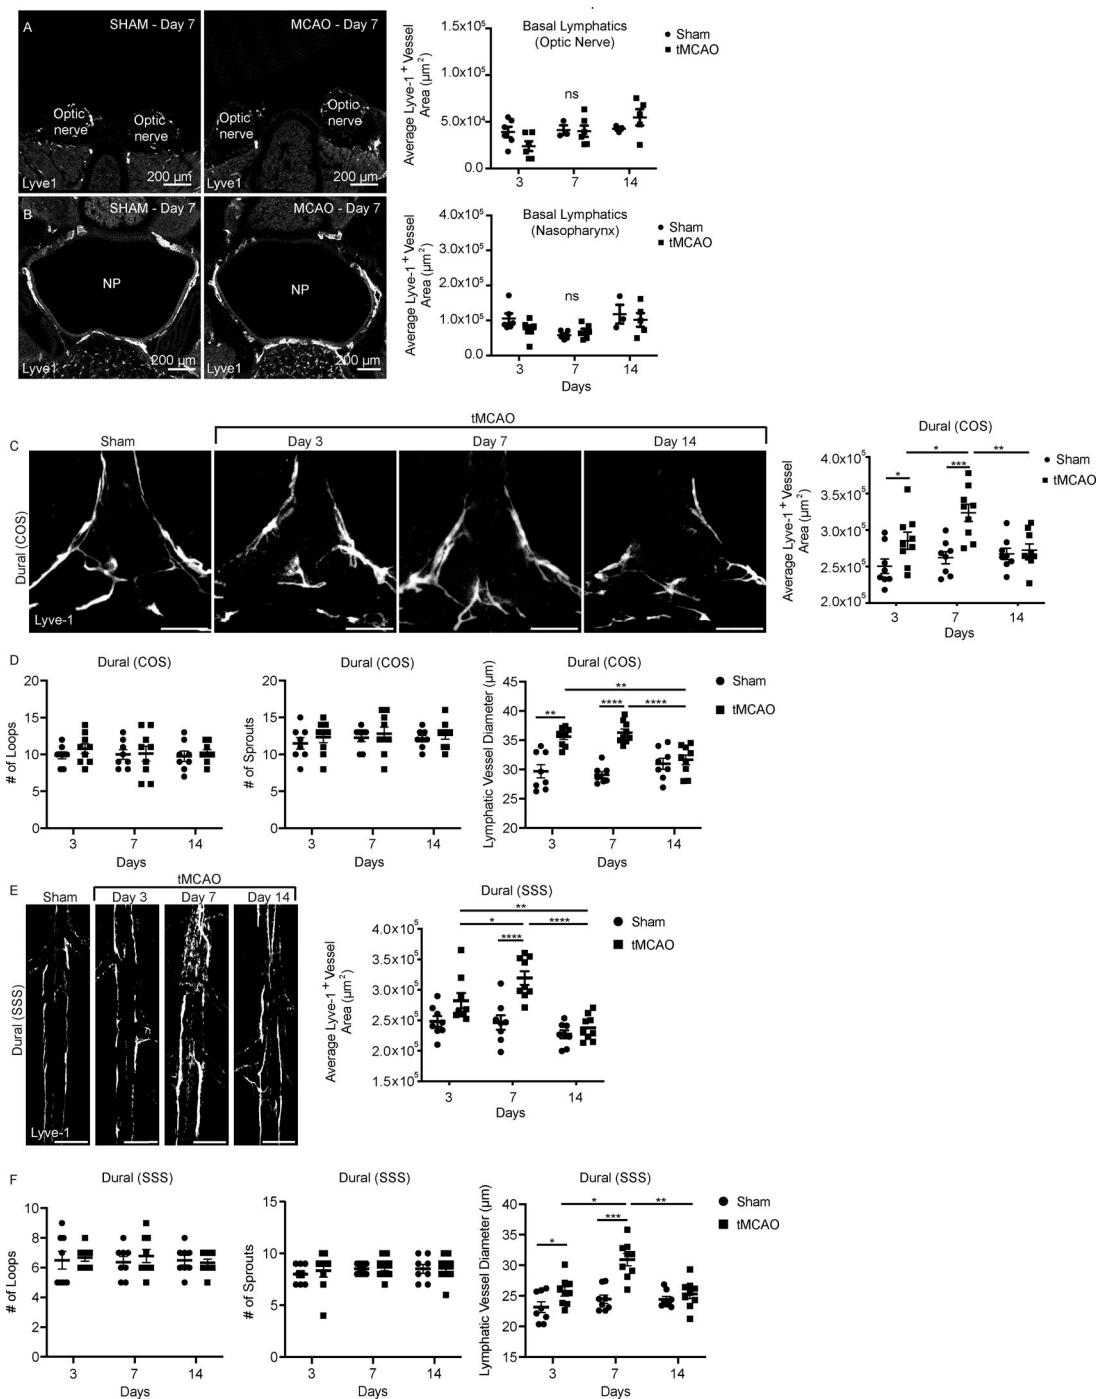 A
SHAM - Day 7
MCAO - Day 7
Optic
nerve
Optic
nerve
Optic
nerve
Optic
nerve
Lyve1
200 µm
Lyve1
200 µm
Basal Lymphatics
(Optic Nerve)
Sham
tMCAO
Average Lyve-1⁺ Vessel
Area (µm²)
1.5x10⁵
1.0x10⁵
5.0x10⁴
0.0
ns
3 7 14
B
SHAM - Day 7
MCAO - Day 7
NP
NP
Lyve1
200 µm
Lyve1
200 µm
Basal Lymphatics
(Nasopharynx)
Sham
tMCAO
Average Lyve-1⁺ Vessel
Area (µm²)
4.0x10⁵
2.0x10⁵
1.0x10⁵
0.0
ns
3 7 14
Days
C
tMCAO
Sham
Day 3
Day 7
Day 14
Dural (COS)
Lyve-1
Dural (COS)
Sham
tMCAO
Average Lyve-1⁺ Vessel
Area (µm²)
4.0x10⁵
3.5x10⁵
3.0x10⁵
2.5x10⁵
2.0x10⁵
* **
* ***
3 7 14
Days
D
Dural (COS)
# of Loops
20
15
10
5
0
3 7 14
Days
Dural (COS)
# of Sprouts
20
15
10
5
0
3 7 14
Days
Dural (COS)
Sham
tMCAO
Lymphatic Vessel Diameter (µm)
45
40
35
30
25
20
**
** **** ****
3 7 14
Days
E
tMCAO
Sham
Day 3
Day 7
Day 14
Dural (SSS)
Lyve-1
Dural (SSS)
Sham
tMCAO
Average Lyve-1⁺ Vessel
Area (µm²)
4.0x10⁵
3.5x10⁵
3.0x10⁵
2.5x10⁵
2.0x10⁵
1.5x10⁵
**
* ****
****
3 7 14
Days
F
Dural (SSS)
# of Loops
10
8
6
4
2
0
3 7 14
Days
Dural (SSS)
# of Sprouts
15
10
5
0
3 7 14
Days
Dural (SSS)
Sham
tMCAO
Lymphatic Vessel Diameter (µm)
40
35
30
25
20
15
* **
* ***
3 7 14
Days